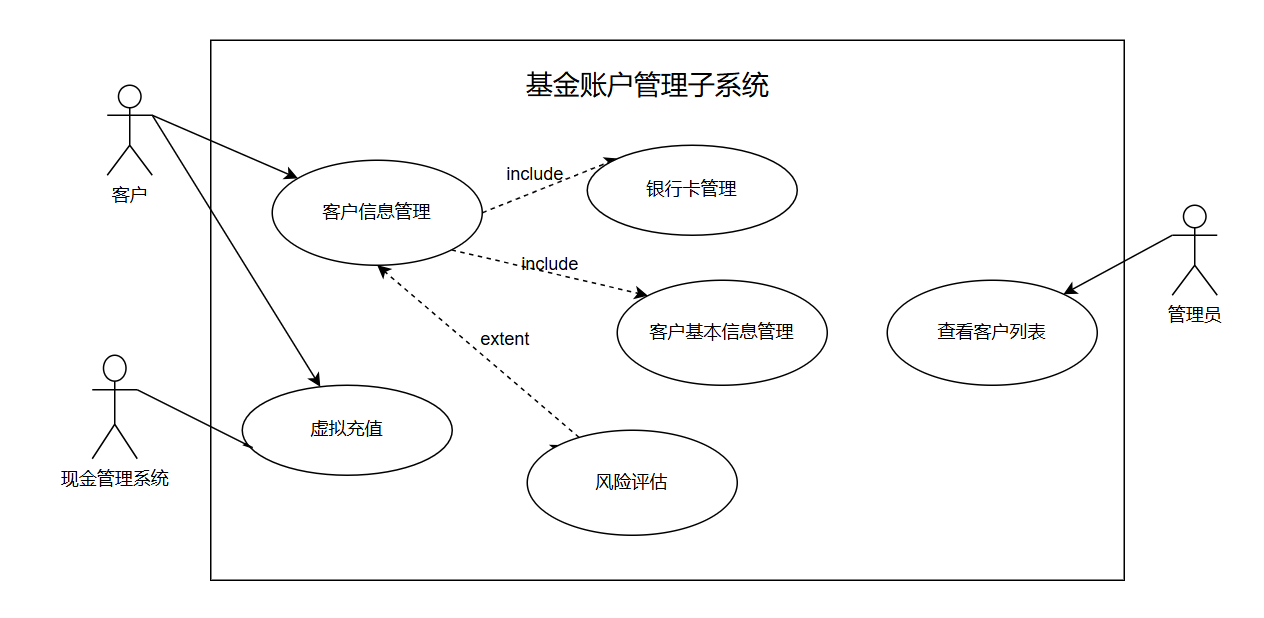 基金账户管理子系统
客户
客户信息管理
include
银行卡管理
include
客户基本信息管理
查看客户列表
管理员
extent
虚拟充值
现金管理系统
风险评估